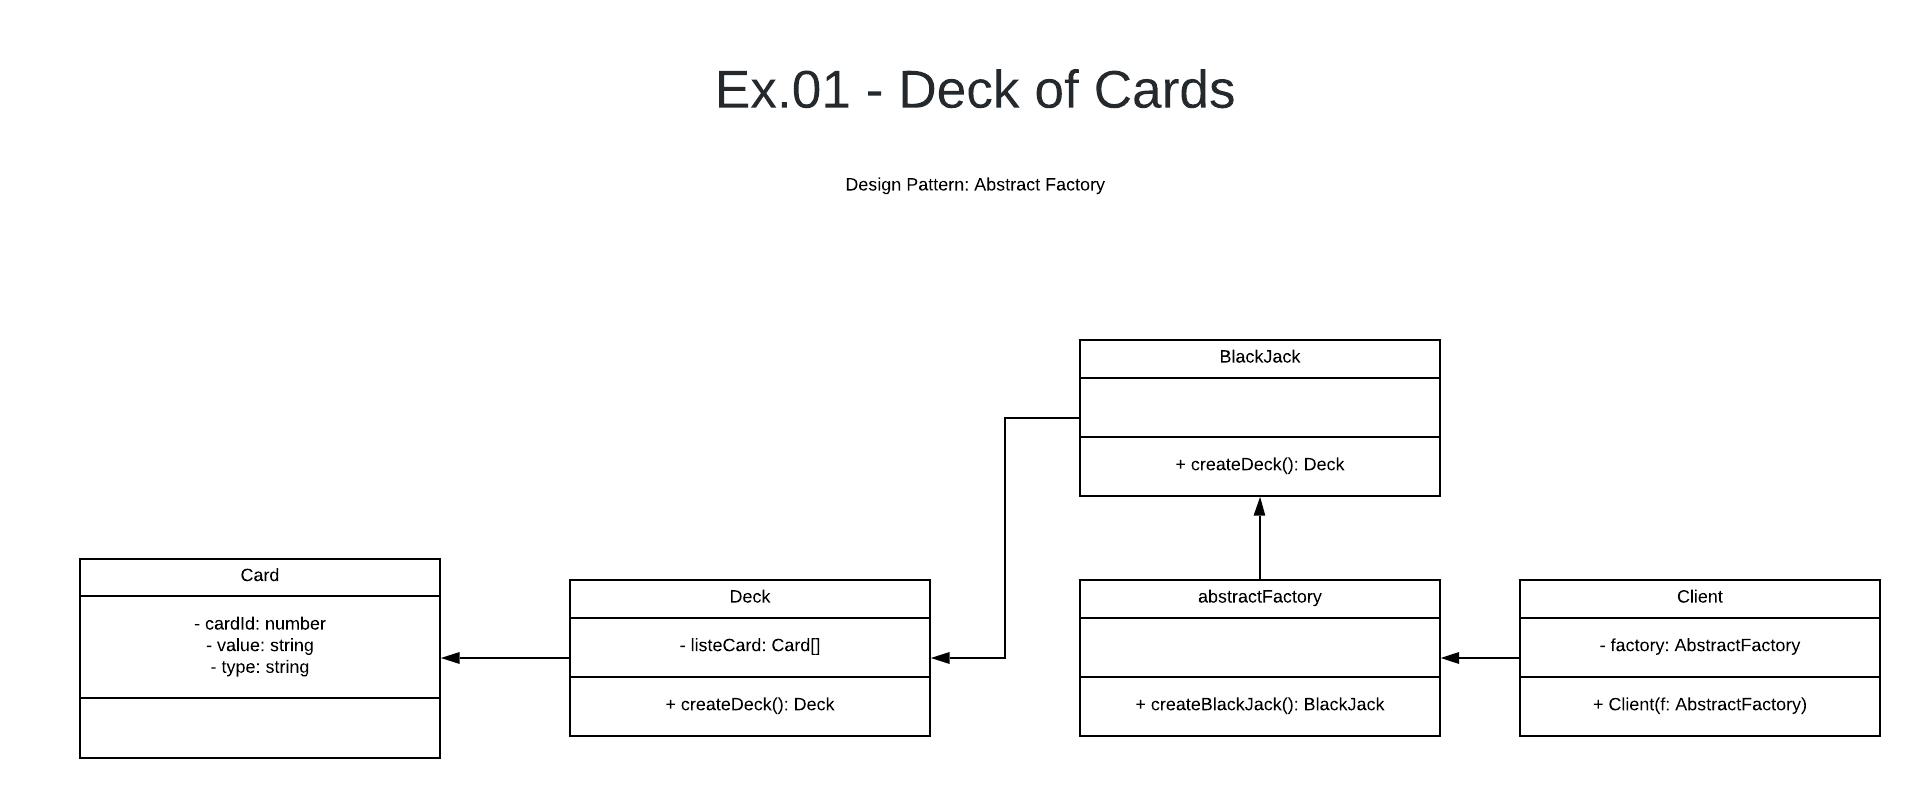 Ex.01 - Deck of Cards
Design Pattern: Abstract Factory
BlackJack
+ createDeck(): Deck
Card
- cardId: number
- value: string
- type: string
Deck
- listeCard: Card[]
+ createDeck(): Deck
abstractFactory
+ createBlackJack(): BlackJack
Client
- factory: AbstractFactory
+ Client(f: AbstractFactory)